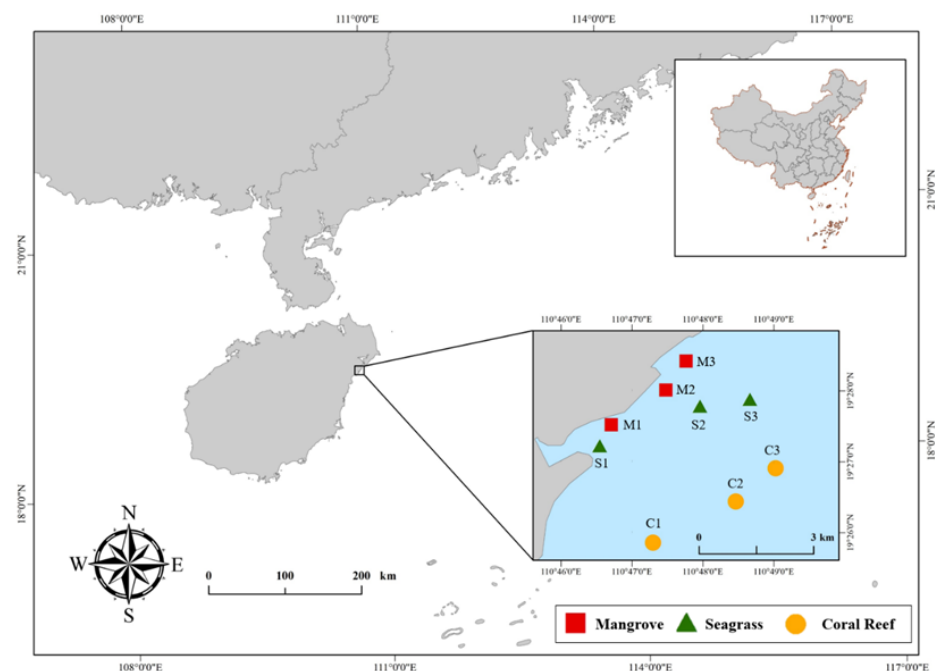 108°0'0"E 111°0'0"E 114°0'0"E 117°0'0"E
21°0'0"N
21°0'0"N
110°46'0"E 110°47'0"E 110°48'0"E 110°49'0"E
M3
M2
19°28'0"N
S2 S3
M1
S1
19°27'0"N
C3
C2
18°0'0"N
18°0'0"N
C1
0 3 km
19°26'0"N
110°46'0"E 110°47'0"E 110°48'0"E 110°49'0"E
N
W E
S
0 100 200 km
Mangrove Seagrass Coral Reef
108°0'0"E 111°0'0"E 114°0'0"E 117°0'0"E